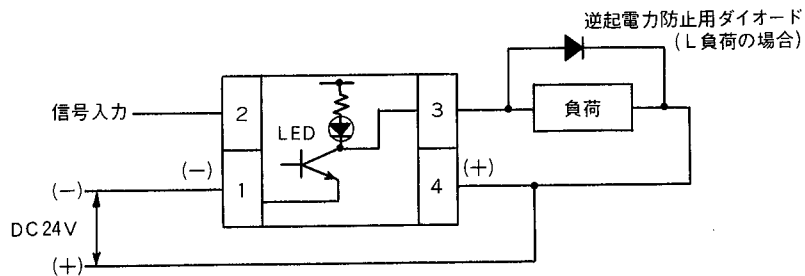 逆起電力防止用ダイオード
(L負荷の場合)
信号入力
2
LED
3
負荷
(-)
1
4
(+)
(-)
DC24V
(+)